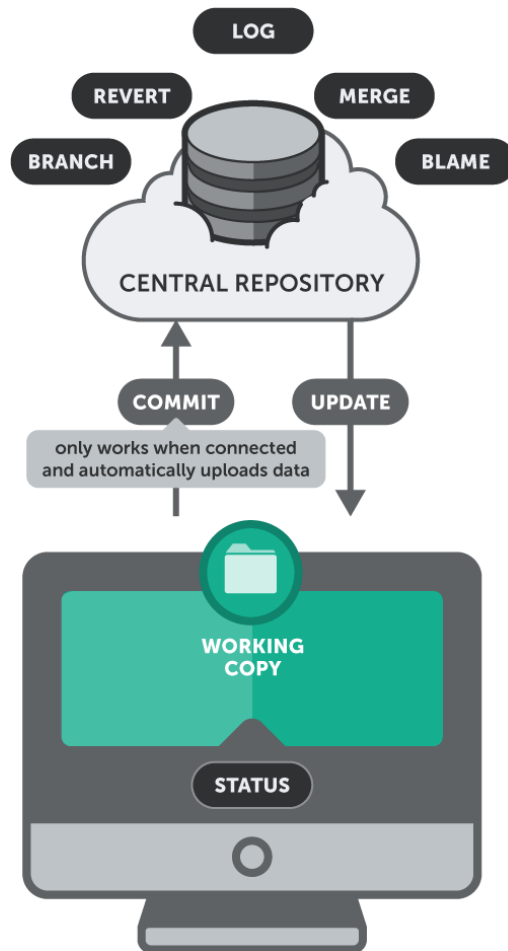 LOG
REVERT
MERGE
BRANCH
BLAME
CENTRAL REPOSITORY
COMMIT
UPDATE
only works when connected
and automatically uploads data
WORKING
COPY
STATUS